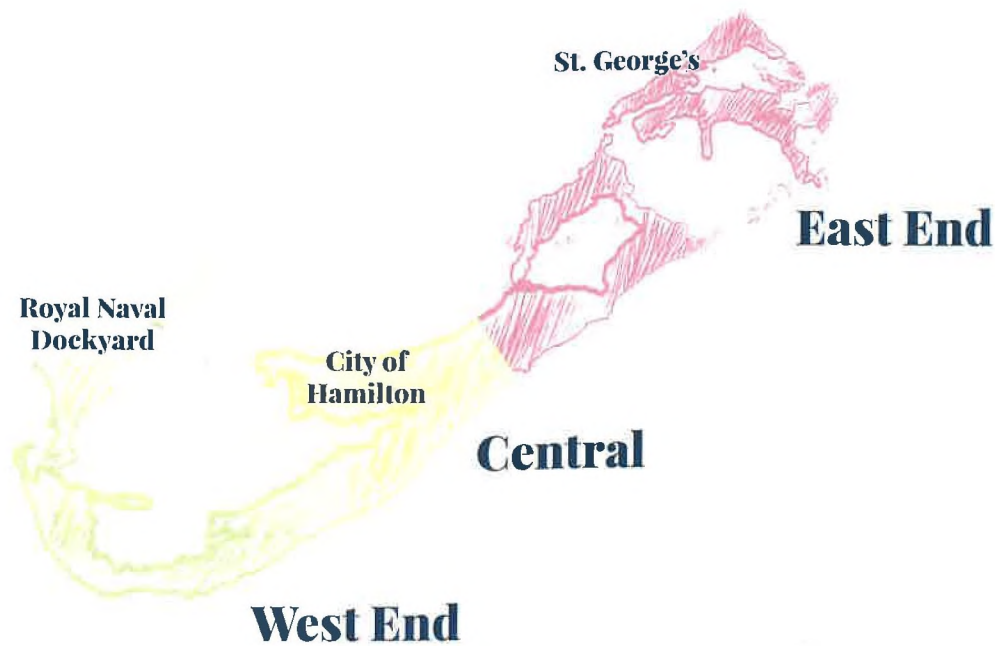 St. George's
East End
Royal Naval
Dockyard
City of
Hamilton
Central
West End